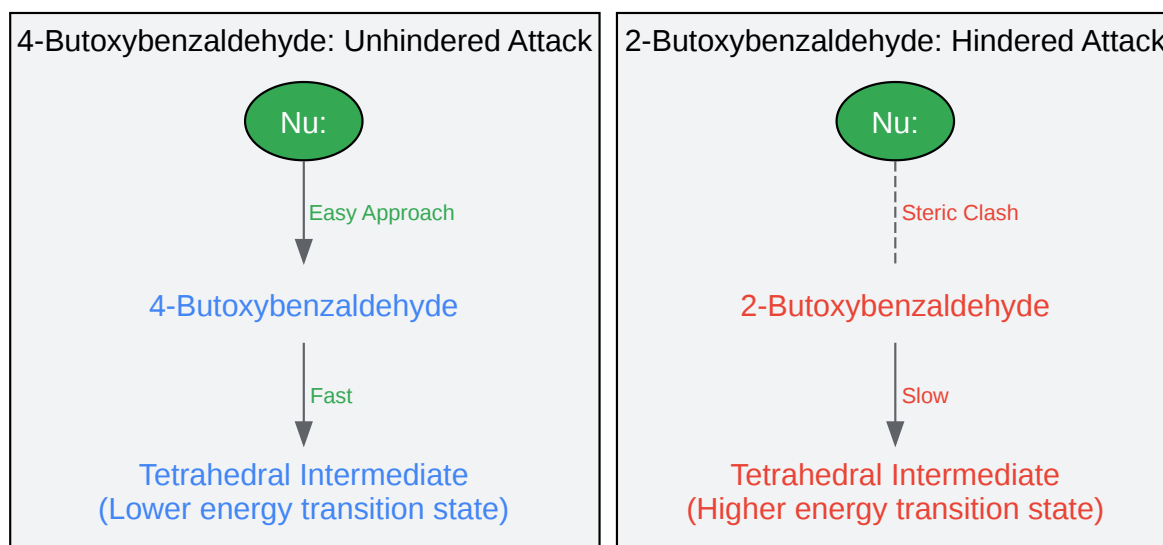 4-Butoxybenzaldehyde: Unhindered Attack
Nu:
Easy Approach
4-Butoxybenzaldehyde
Fast
Tetrahedral Intermediate
(Lower energy transition state)
2-Butoxybenzaldehyde: Hindered Attack
Nu:
Steric Clash
2-Butoxybenzaldehyde
Slow
Tetrahedral Intermediate
(Higher energy transition state)